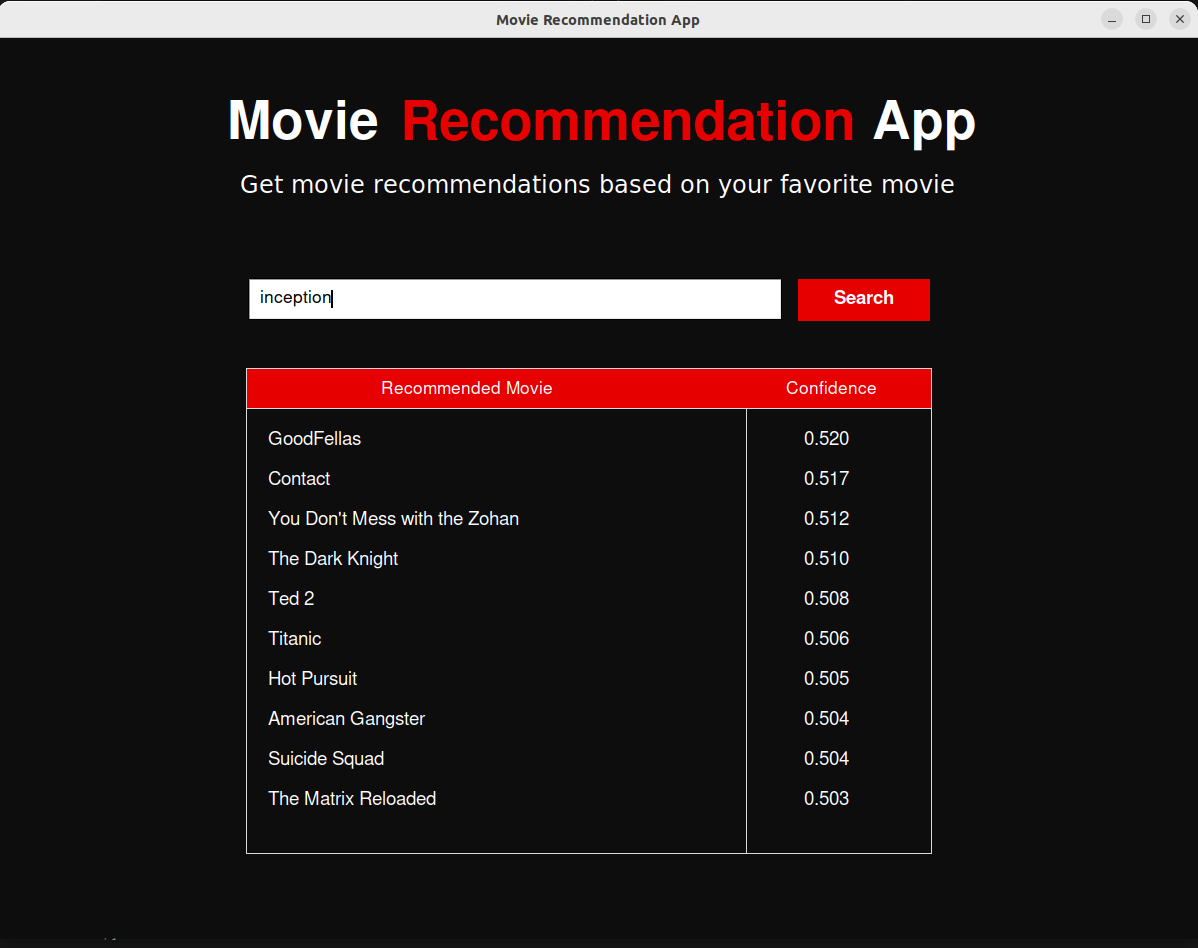 Movie Recommendation App
Movie Recommendation App
Get movie recommendations based on your favorite movie
inception Search
Recommended Movie Confidence
GoodFellas 0.520
Contact 0.517
You Don't Mess with the Zohan 0.512
The Dark Knight 0.510
Ted 2 0.508
Titanic 0.506
Hot Pursuit 0.505
American Gangster 0.504
Suicide Squad 0.504
The Matrix Reloaded 0.503